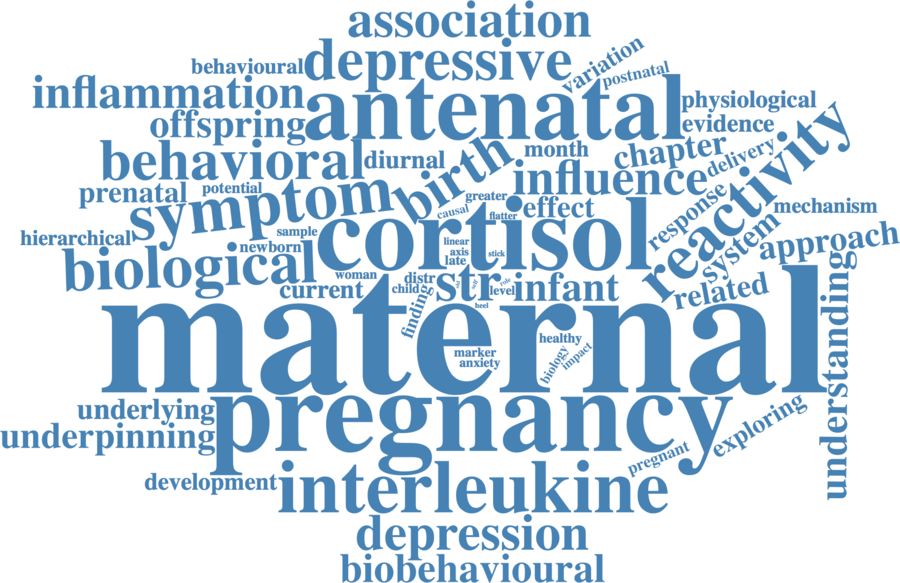 association
depressive
variation
behavioural
postnatal
inflammation
antenatal
physiological
offspring
evidence
behavioral
diurnal
birth
month
chapter
delivery
reactivity
prenatal
potential
symptom
influence
greater
causal
flatter
effect
response
mechanism
hierarchical
sample
newborn
cortisol
linear
axis
late
stick
system
approach
biological
current
woman
child
distr
str
self
role
level
infant
related
finding
heel
maternal
healthy
marker
anxiety
biology
impact
understanding
underlying
underpinning
pregnancy
exploring
pregnant
development
interleukine
depression
biobehavioural